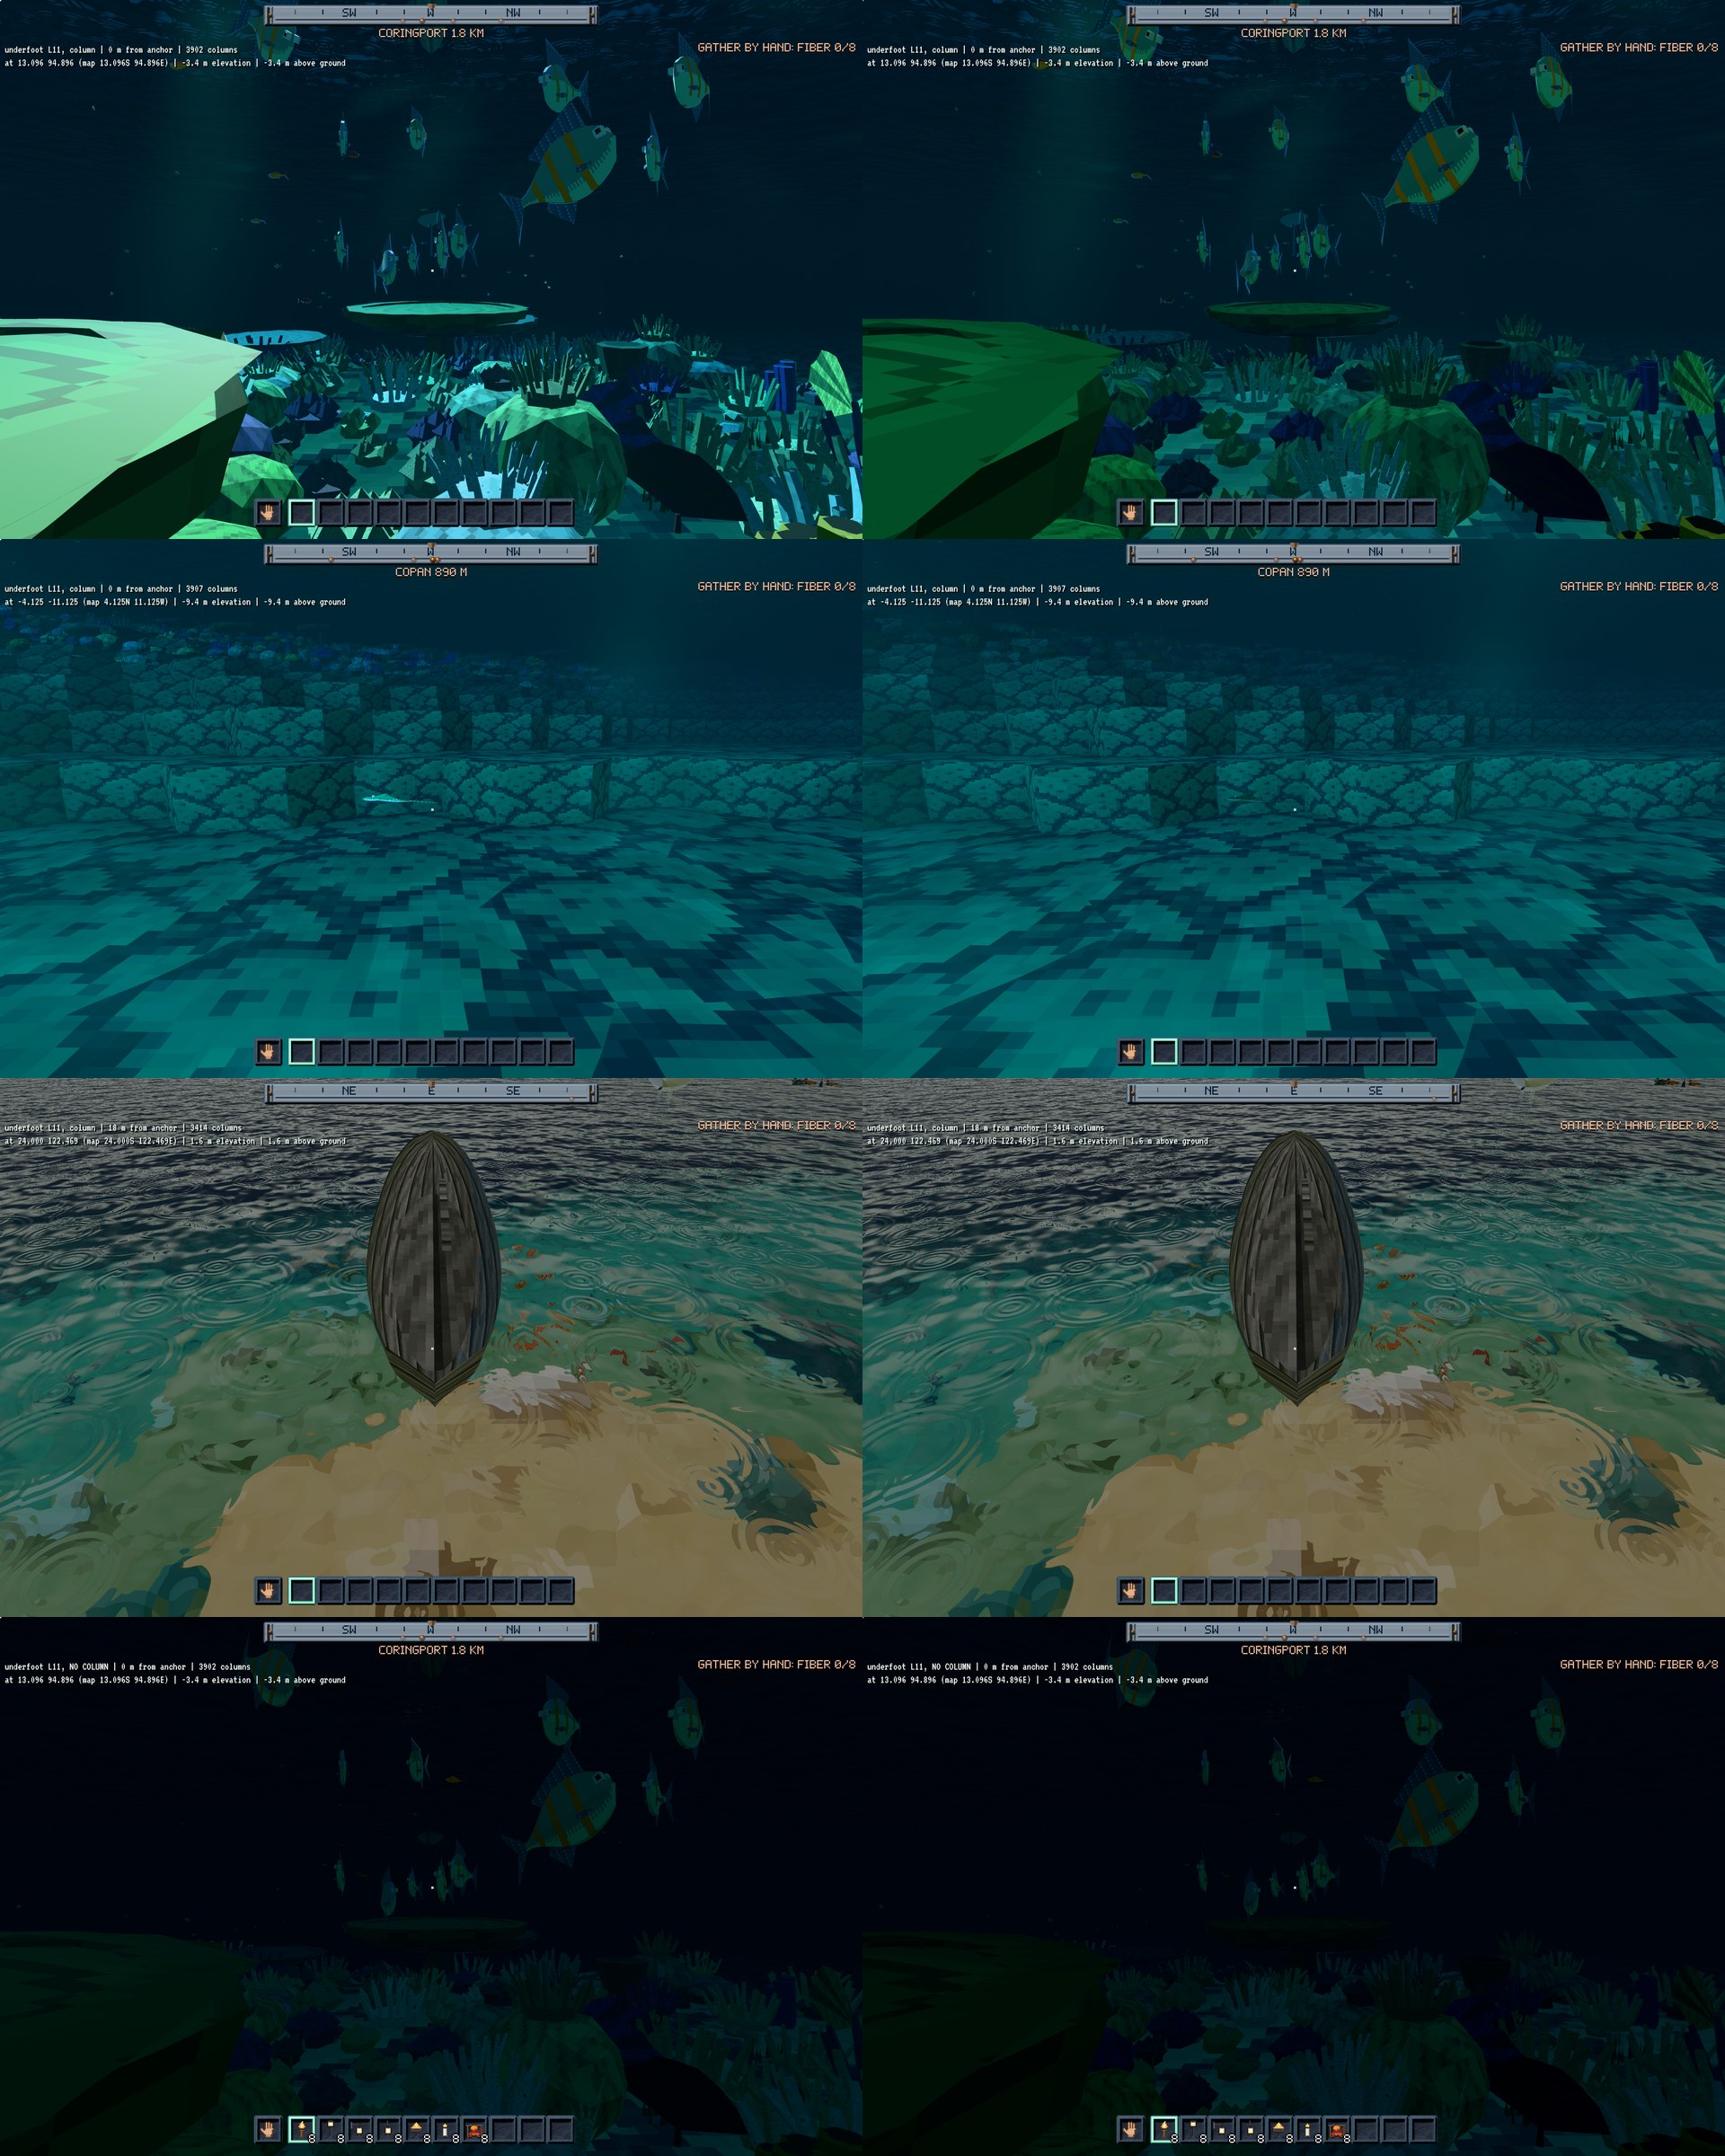 SW W NW
CORINGPORT 1.8 KM
underfoot L11, column | 0 m from anchor | 3902 columns
GATHER BY HAND: FIBER 0/8
at 13.096 94.896 (map 13.096S 94.896E) | -3.4 m elevation | -3.4 m above ground
SW W NW
CORINGPORT 1.8 KM
underfoot L11, column | 0 m from anchor | 3902 columns
GATHER BY HAND: FIBER 0/8
at 13.096 94.896 (map 13.096S 94.896E) | -3.4 m elevation | -3.4 m above ground
SW W NW
COPAN 890 M
underfoot L11, column | 0 m from anchor | 3907 columns
GATHER BY HAND: FIBER 0/8
at -4.125 -11.125 (map 4.125N 11.125W) | -9.4 m elevation | -9.4 m above ground
SW W NW
COPAN 890 M
underfoot L11, column | 0 m from anchor | 3907 columns
GATHER BY HAND: FIBER 0/8
at -4.125 -11.125 (map 4.125N 11.125W) | -9.4 m elevation | -9.4 m above ground
NE E SE
underfoot L11, column | 18 m from anchor | 3414 columns
GATHER BY HAND: FIBER 0/8
at 24.000 122.469 (map 24.000S 122.469E) | 1.6 m elevation | 1.6 m above ground
NE E SE
underfoot L11, column | 18 m from anchor | 3414 columns
GATHER BY HAND: FIBER 0/8
at 24.000 122.469 (map 24.000S 122.469E) | 1.6 m elevation | 1.6 m above ground
SW W NW
CORINGPORT 1.8 KM
underfoot L11, NO COLUMN | 0 m from anchor | 3902 columns
GATHER BY HAND: FIBER 0/8
at 13.096 94.896 (map 13.096S 94.896E) | -3.4 m elevation | -3.4 m above ground
8 8 8 8 8 8 8
SW W NW
CORINGPORT 1.8 KM
underfoot L11, NO COLUMN | 0 m from anchor | 3902 columns
GATHER BY HAND: FIBER 0/8
at 13.096 94.896 (map 13.096S 94.896E) | -3.4 m elevation | -3.4 m above ground
8 8 8 8 8 8 8